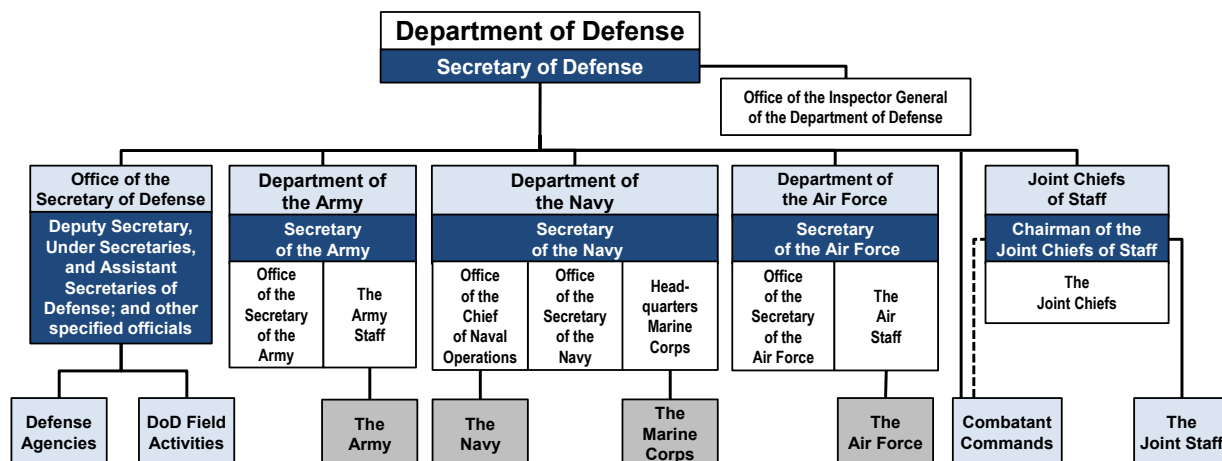 Department of Defense
Secretary of Defense
Office of the Inspector General
of the Department of Defense
Office of the
Secretary of Defense
Deputy Secretary,
Under Secretaries,
and Assistant
Secretaries of
Defense; and other
specified officials
Defense
Agencies
DoD Field
Activities
Department of
the Army
Secretary
of the Army
Office
of the
Secretary
of the
Army
The
Army
Staff
The
Army
Department of
the Navy
Secretary
of the Navy
Office
of the
Chief
of Naval
Operations
Office
of the
Secretary
of the
Navy
Head-
quarters
Marine
Corps
The
Navy
The
Marine
Corps
Department of
the Air Force
Secretary
of the Air Force
Office
of the
Secretary
of the
Air Force
The
Air
Staff
The
Air Force
Joint Chiefs
of Staff
Chairman of the
Joint Chiefs of Staff
The
Joint Chiefs
Combatant
Commands
The
Joint Staff